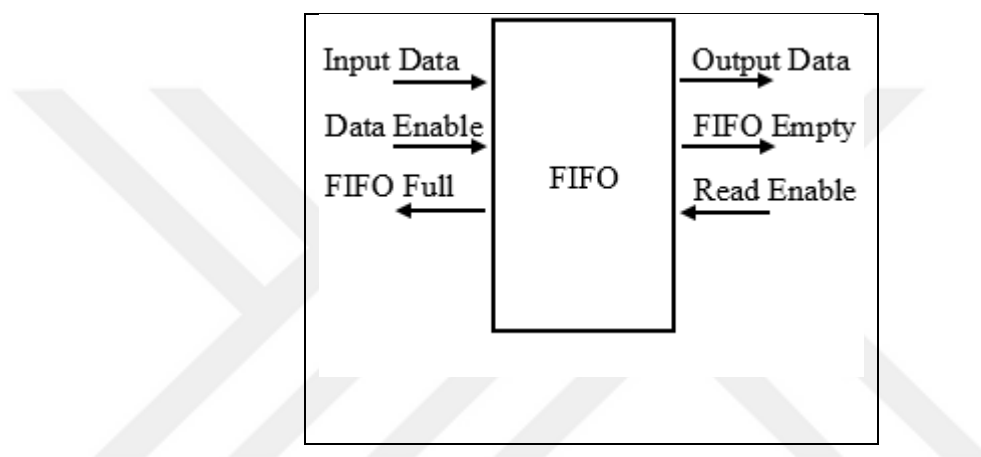 Input Data
Data Enable
FIFO Full
FIFO
Output Data
FIFO Empty
Read Enable